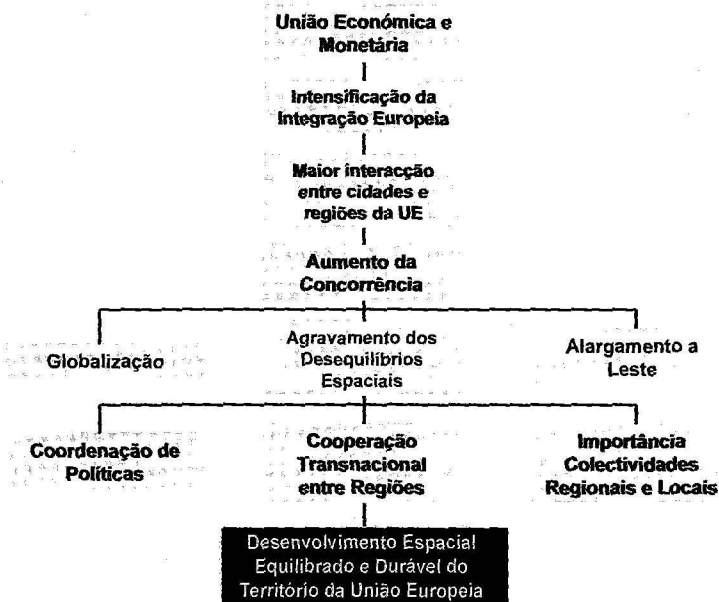 União Económica e
Monetária
Intensificação da
Integração Europeia
Maior interacção
entre cidades e
regiões da UE
Aumento da
Concorrência
Globalização
Agravamento dos
Desequilíbrios
Espaciais
Alargamento a
Leste
Coordenação de
Políticas
Cooperação
Transnacional
entre Regiões
Importância
Colectividades
Regionais e Locais
Desenvolvimento Espacial
Equilibrado e Durável do
Território da União Europeia